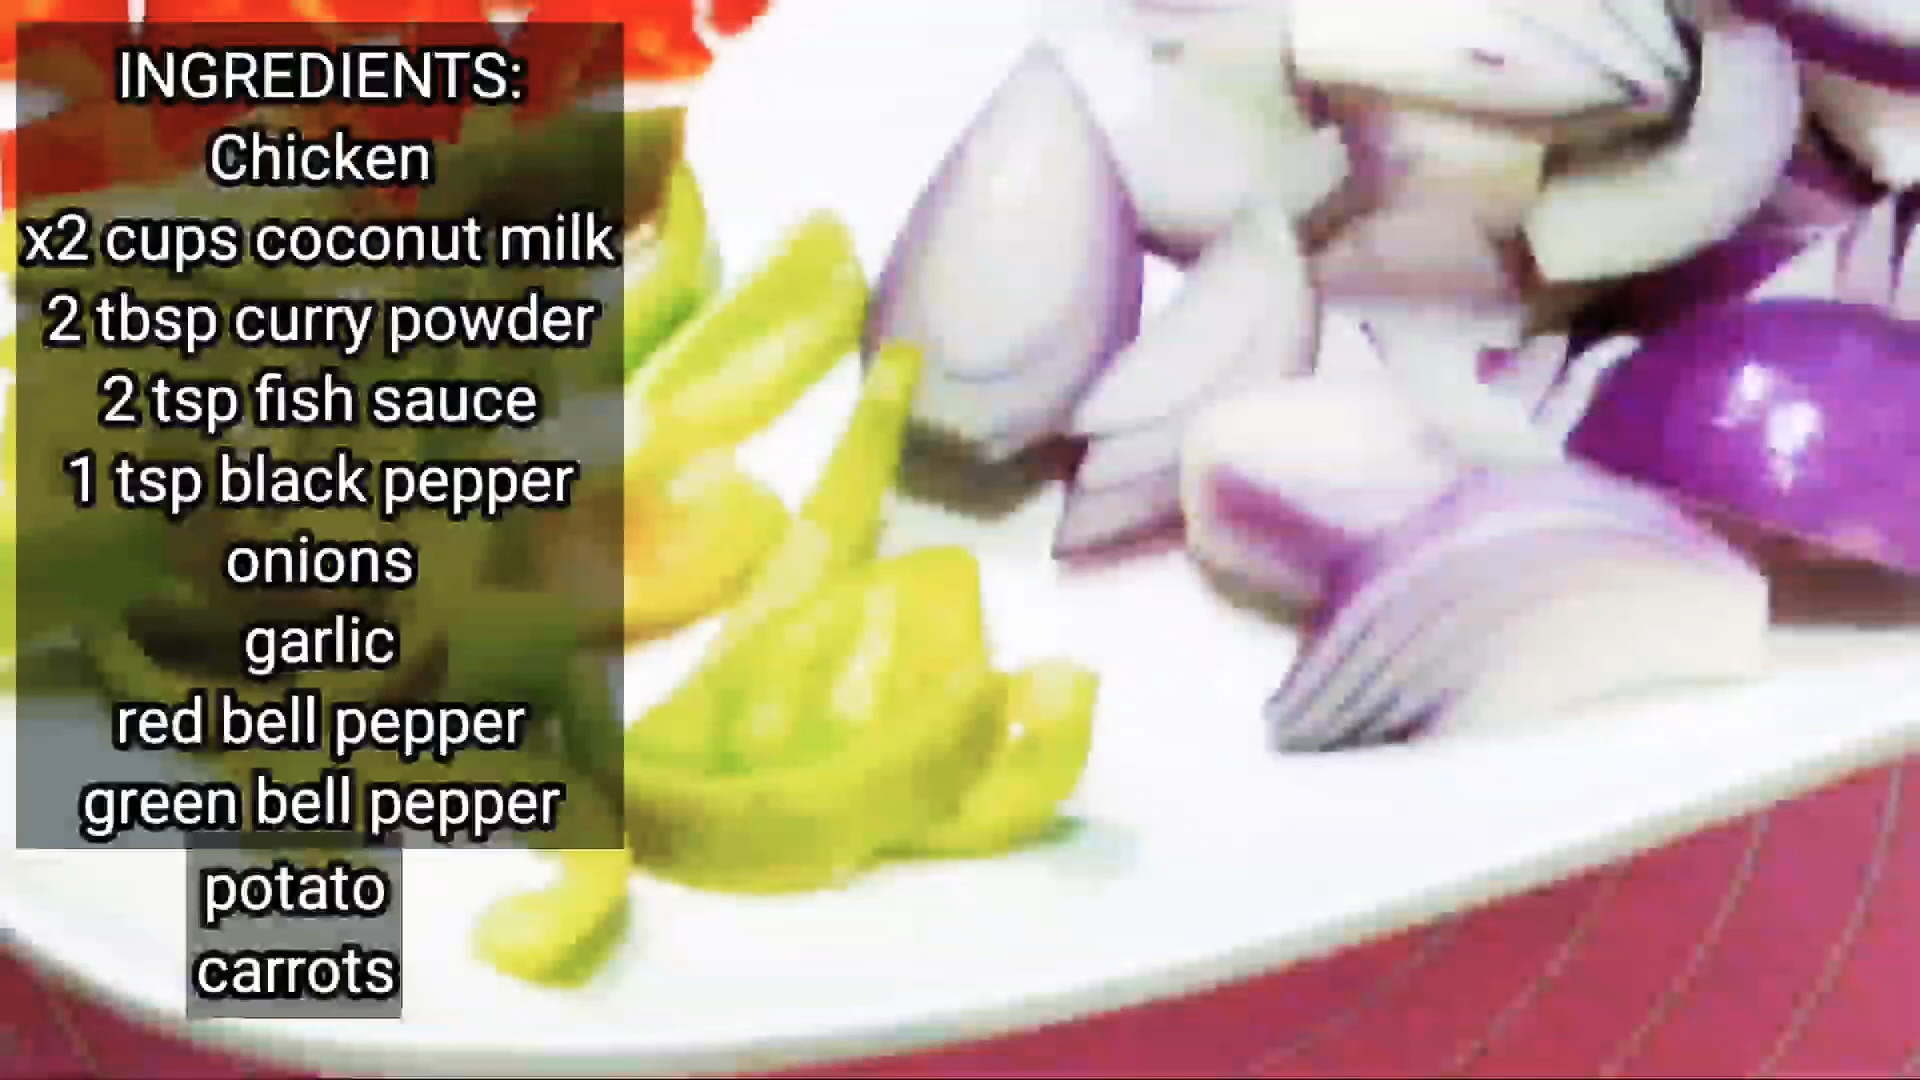 INGREDIENTS:
Chicken
x2 cups coconut milk
2 tbsp curry powder
2 tsp fish sauce
1 tsp black pepper
onions
garlic
red bell pepper
green bell pepper
potato
carrots